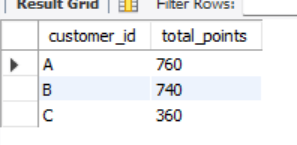 Result Grid Filter Rows:
customer_id total_points
A 760
B 740
C 360